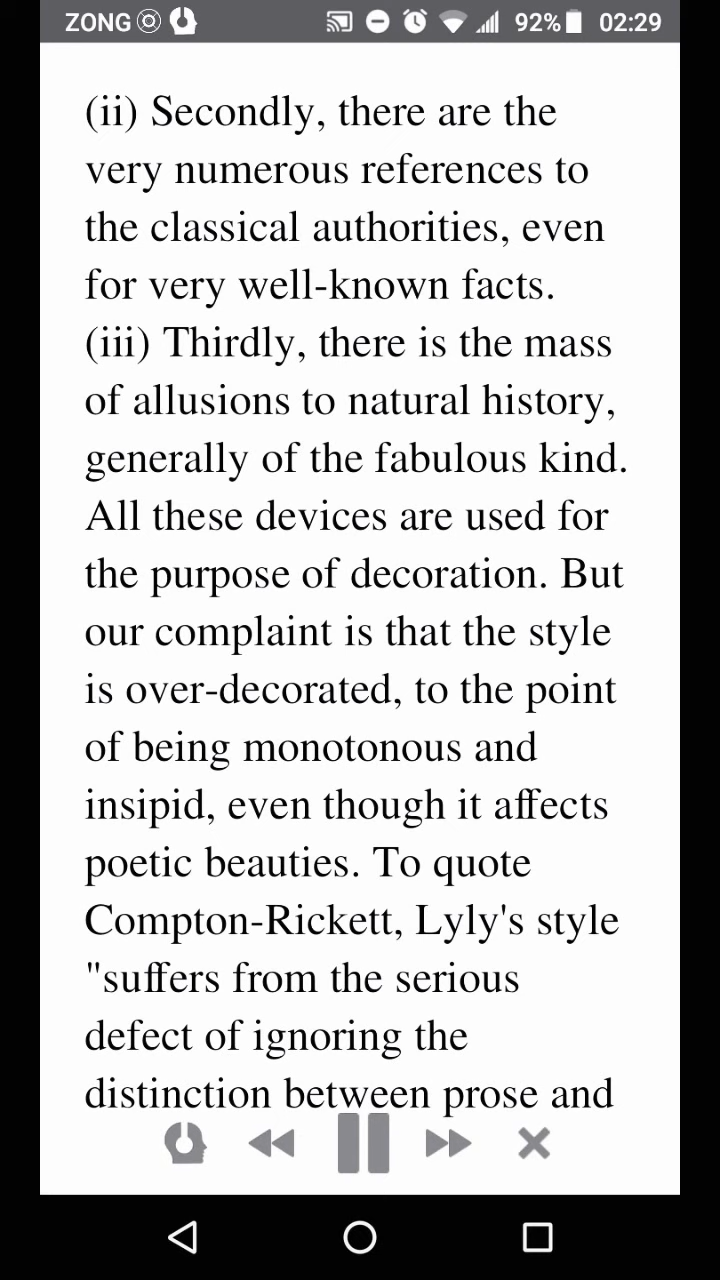 ZONG 92% 02:29
(ii) Secondly, there are the
very numerous references to
the classical authorities, even
for very well-known facts.
(iii) Thirdly, there is the mass
of allusions to natural history,
generally of the fabulous kind.
All these devices are used for
the purpose of decoration. But
our complaint is that the style
is over-decorated, to the point
of being monotonous and
insipid, even though it affects
poetic beauties. To quote
Compton-Rickett, Lyly's style
"suffers from the serious
defect of ignoring the
distinction between prose and